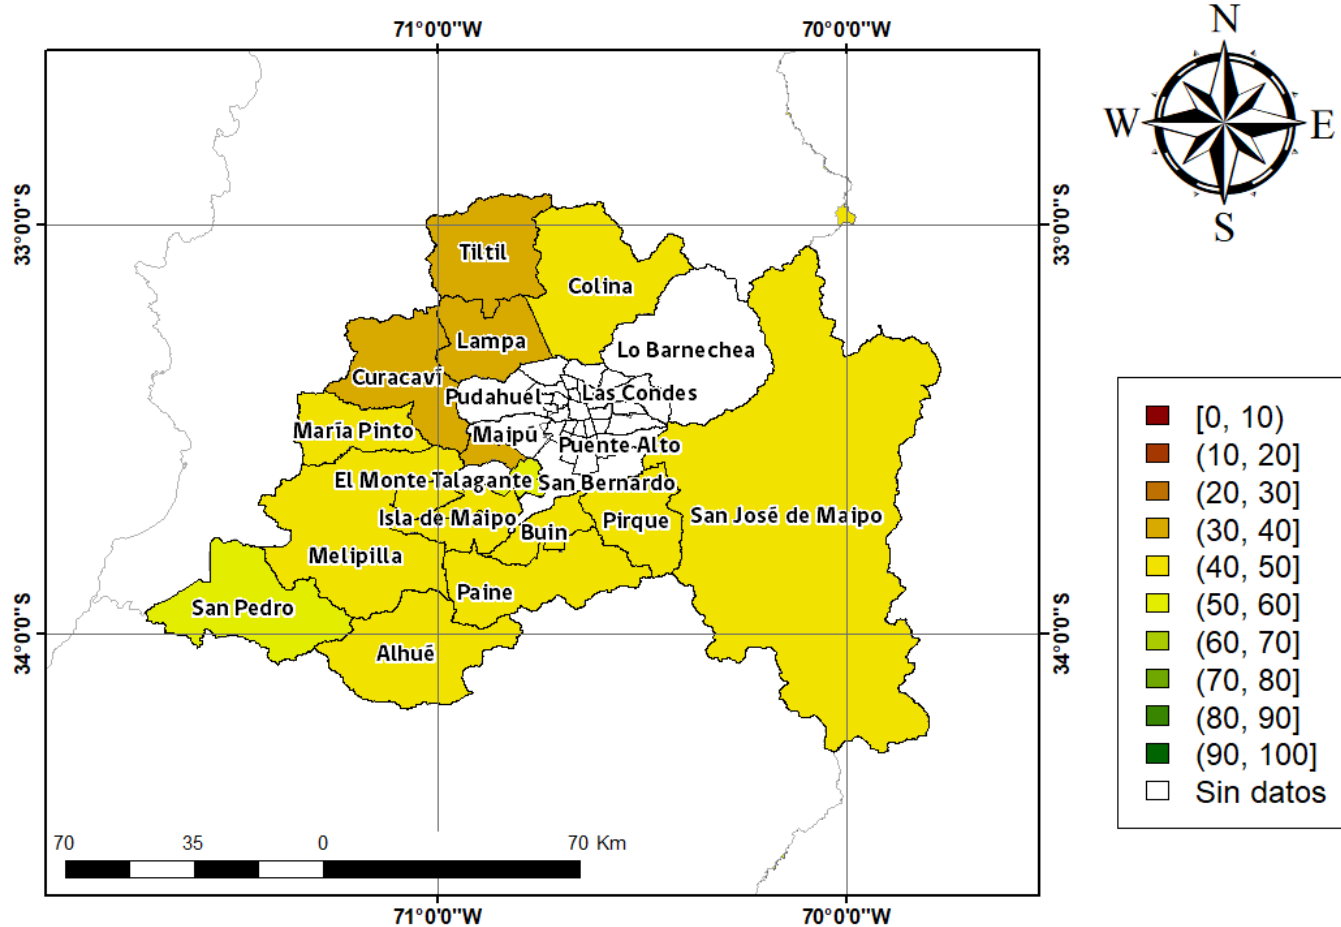 71°0'0"W 70°0'0"W
N
W E
S
33°0'0"S 33°0'0"S
Tiltil
Colina
Lampa
Lo Barnechea
Curacaví
Pudahuel
Las Condes
María Pinto
Maipú
Puente Alto
El Monte Talagante San Bernardo
Isla de Maipo
Buin
Pirque
San José de Maipo
Melipilla
Paine
San Pedro
Alhué
34°0'0"S 34°0'0"S
[0, 10)
(10, 20]
(20, 30]
(30, 40]
(40, 50]
(50, 60]
(60, 70]
(70, 80]
(80, 90]
(90, 100]
Sin datos
70 35 0 70 Km
71°0'0"W 70°0'0"W